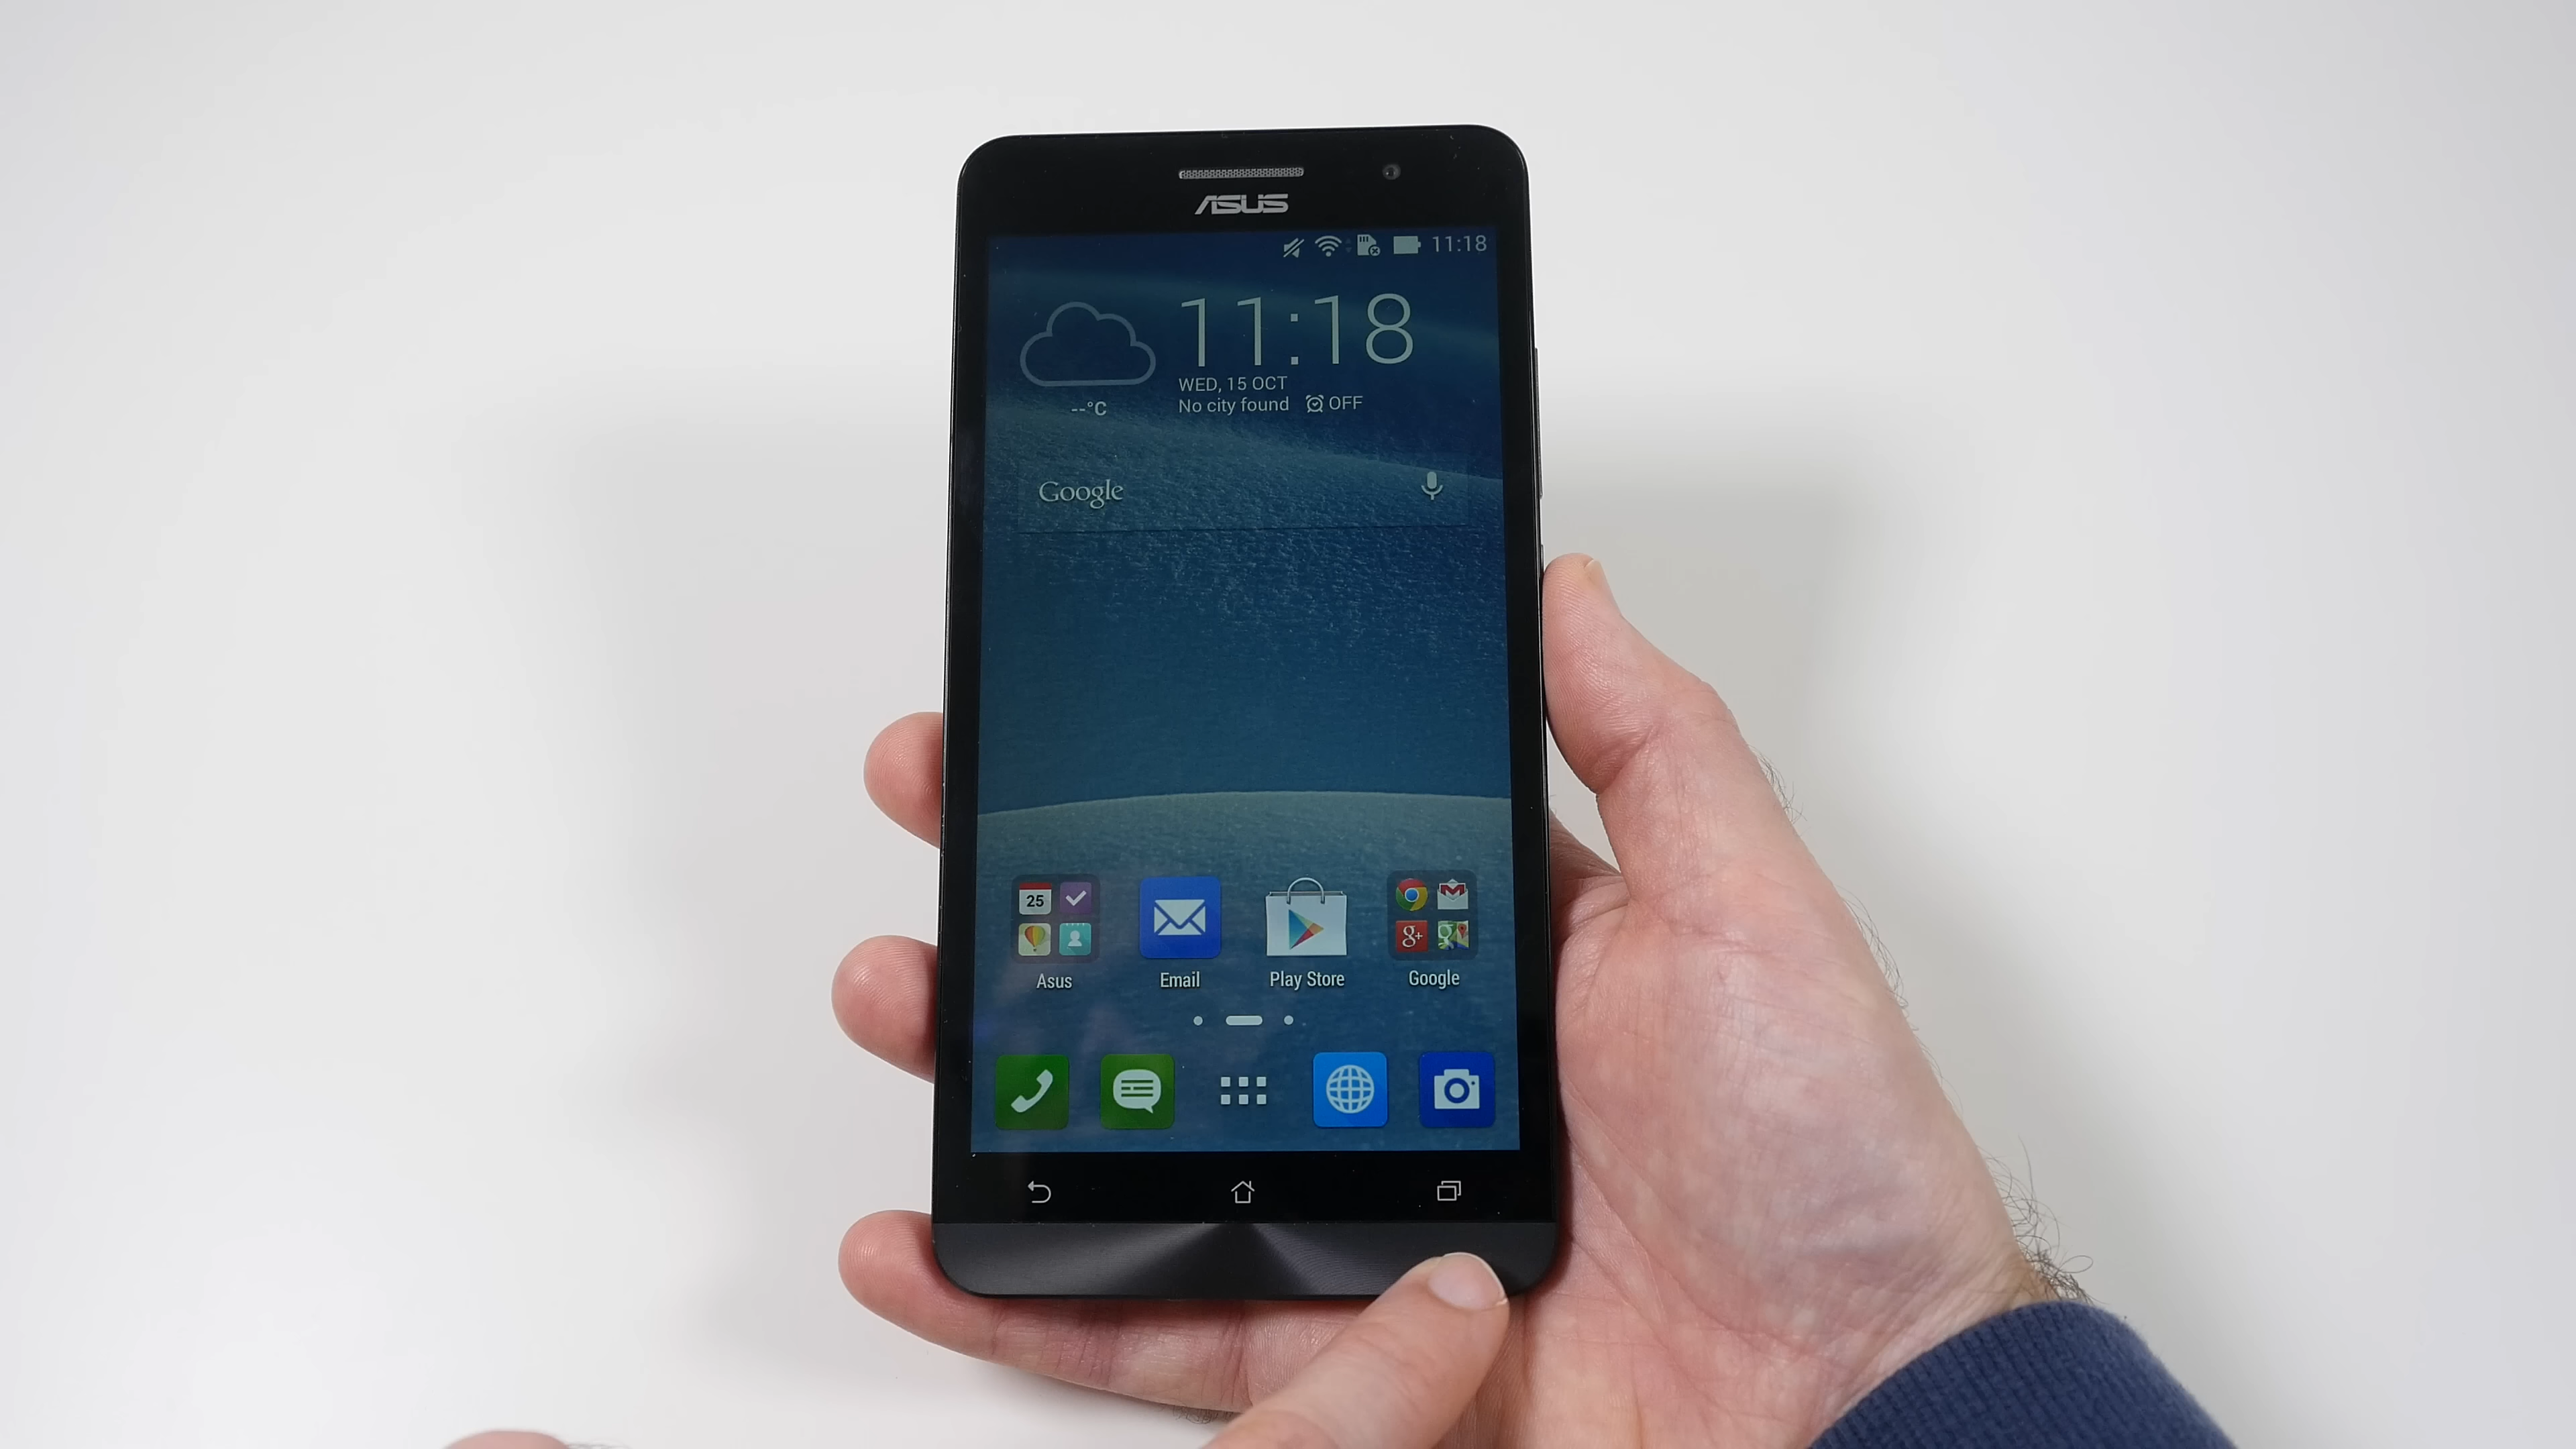 ASUS
11:18
11:18
WED, 15 OCT
No city found OFF
--°C
Google
25
g+
Asus Email Play Store Google